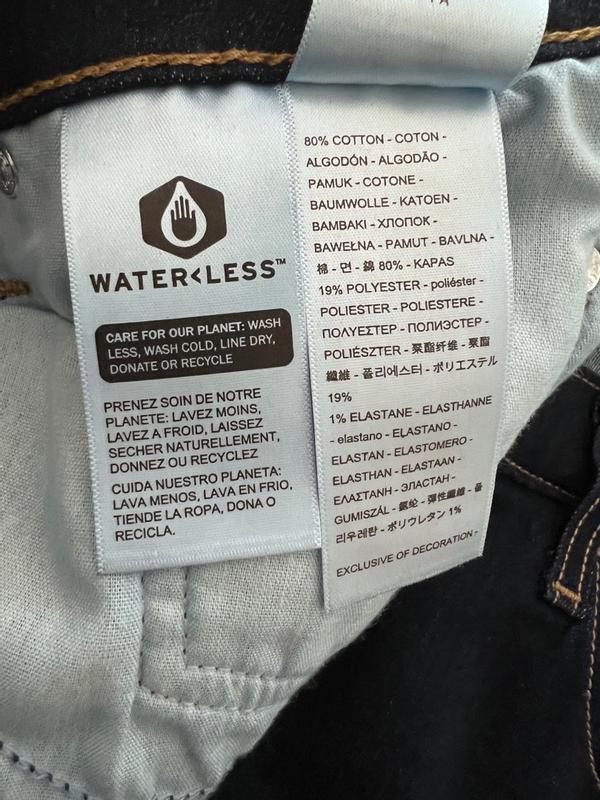 WATER<LESS™
CARE FOR OUR PLANET: WASH
LESS, WASH COLD, LINE DRY,
DONATE OR RECYCLE
PRENEZ SOIN DE NOTRE
PLANETE: LAVEZ MOINS,
LAVEZ A FROID, LAISSEZ
SECHER NATURELLEMENT,
DONNEZ OU RECYCLEZ
CUIDA NUESTRO PLANETA:
LAVA MENOS, LAVA EN FRIO,
TIENDE LA ROPA, DONA O
RECICLA.
80% COTTON - COTON -
ALGODÓN - ALGODÃO -
PAMUK - COTONE -
BAUMWOLLE - KATOEN -
BAMBAKI - ХЛОПОК -
BAWEŁNA - PAMUT - BAVLNA -
棉 - 면 - 錦 80% - KAPAS
19% POLYESTER - poliéster -
POLIESTER - POLIESTERE -
ΠΟΛΥΕΣΤΕΡ - ПОЛИЭСТЕР -
POLIÉSZTER - 聚酯纤维 - 聚酯
纖維 - 폴리에스터 - ポリエステル
19%
1% ELASTANE - ELASTHANNE
- elastano - ELASTANO -
ELASTAN - ELASTOMERO -
ELASTHAN - ELASTAAN -
ΕΛΑΣΤΑΝΗ - ЭЛАСТАН -
GUMISZÁL - 氨纶 - 彈性纖維 - 폴
리우레탄 - ポリウレタン 1%
EXCLUSIVE OF DECORATION -